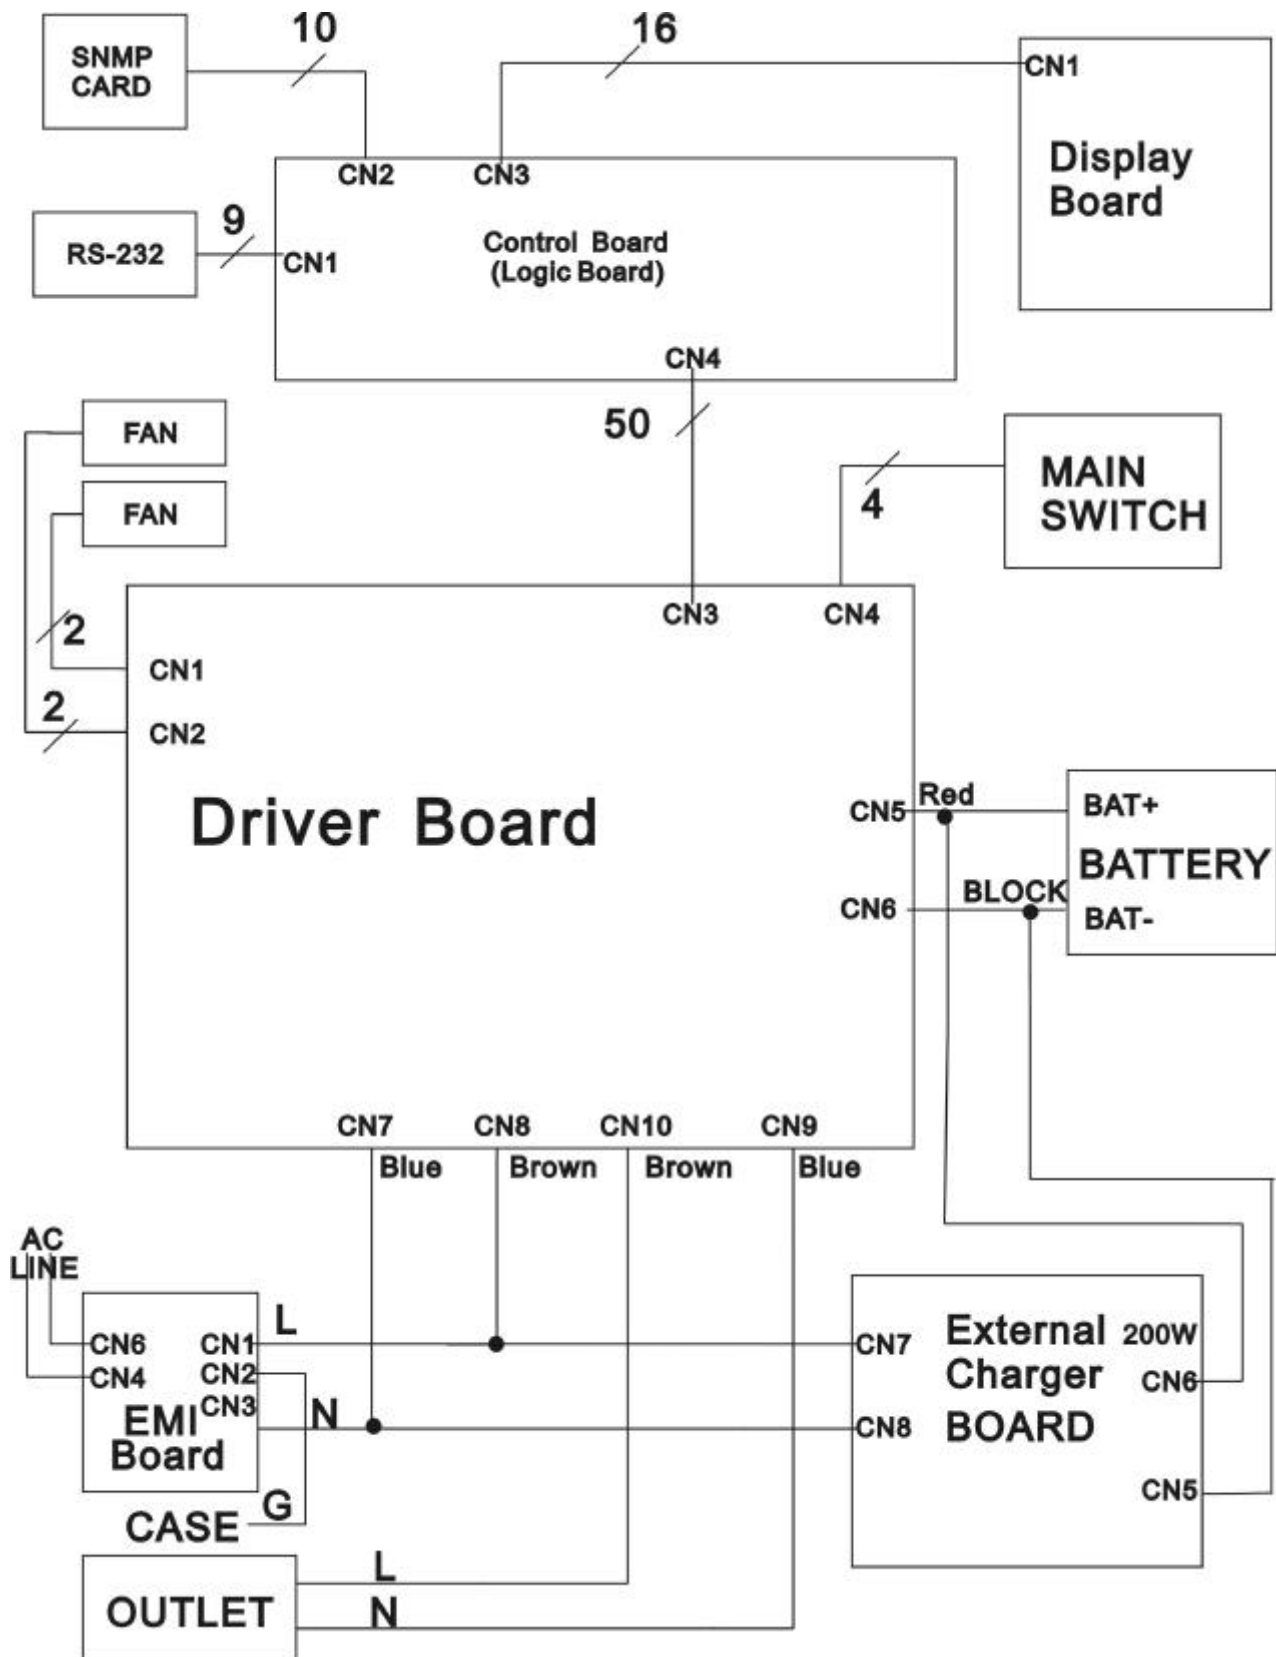 10
16
SNMP
CARD
CN1
Display
Board
CN2
CN3
9
RS-232
CN1
Control Board
(Logic Board)
CN4
FAN
50
MAIN
SWITCH
4
FAN
2
CN3
CN4
CN1
2
CN2
Driver Board
CN5
Red
BAT+
BATTERY
CN6
BLOCK
BAT-
CN7
CN8
CN10
CN9
Blue
Brown
Brown
Blue
AC
LINE
L
CN6
CN1
CN4
CN2
CN3
N
EMI
Board
CN7
External
200W
Charger
CN6
CN8
BOARD
CN5
G
CASE
L
OUTLET
N